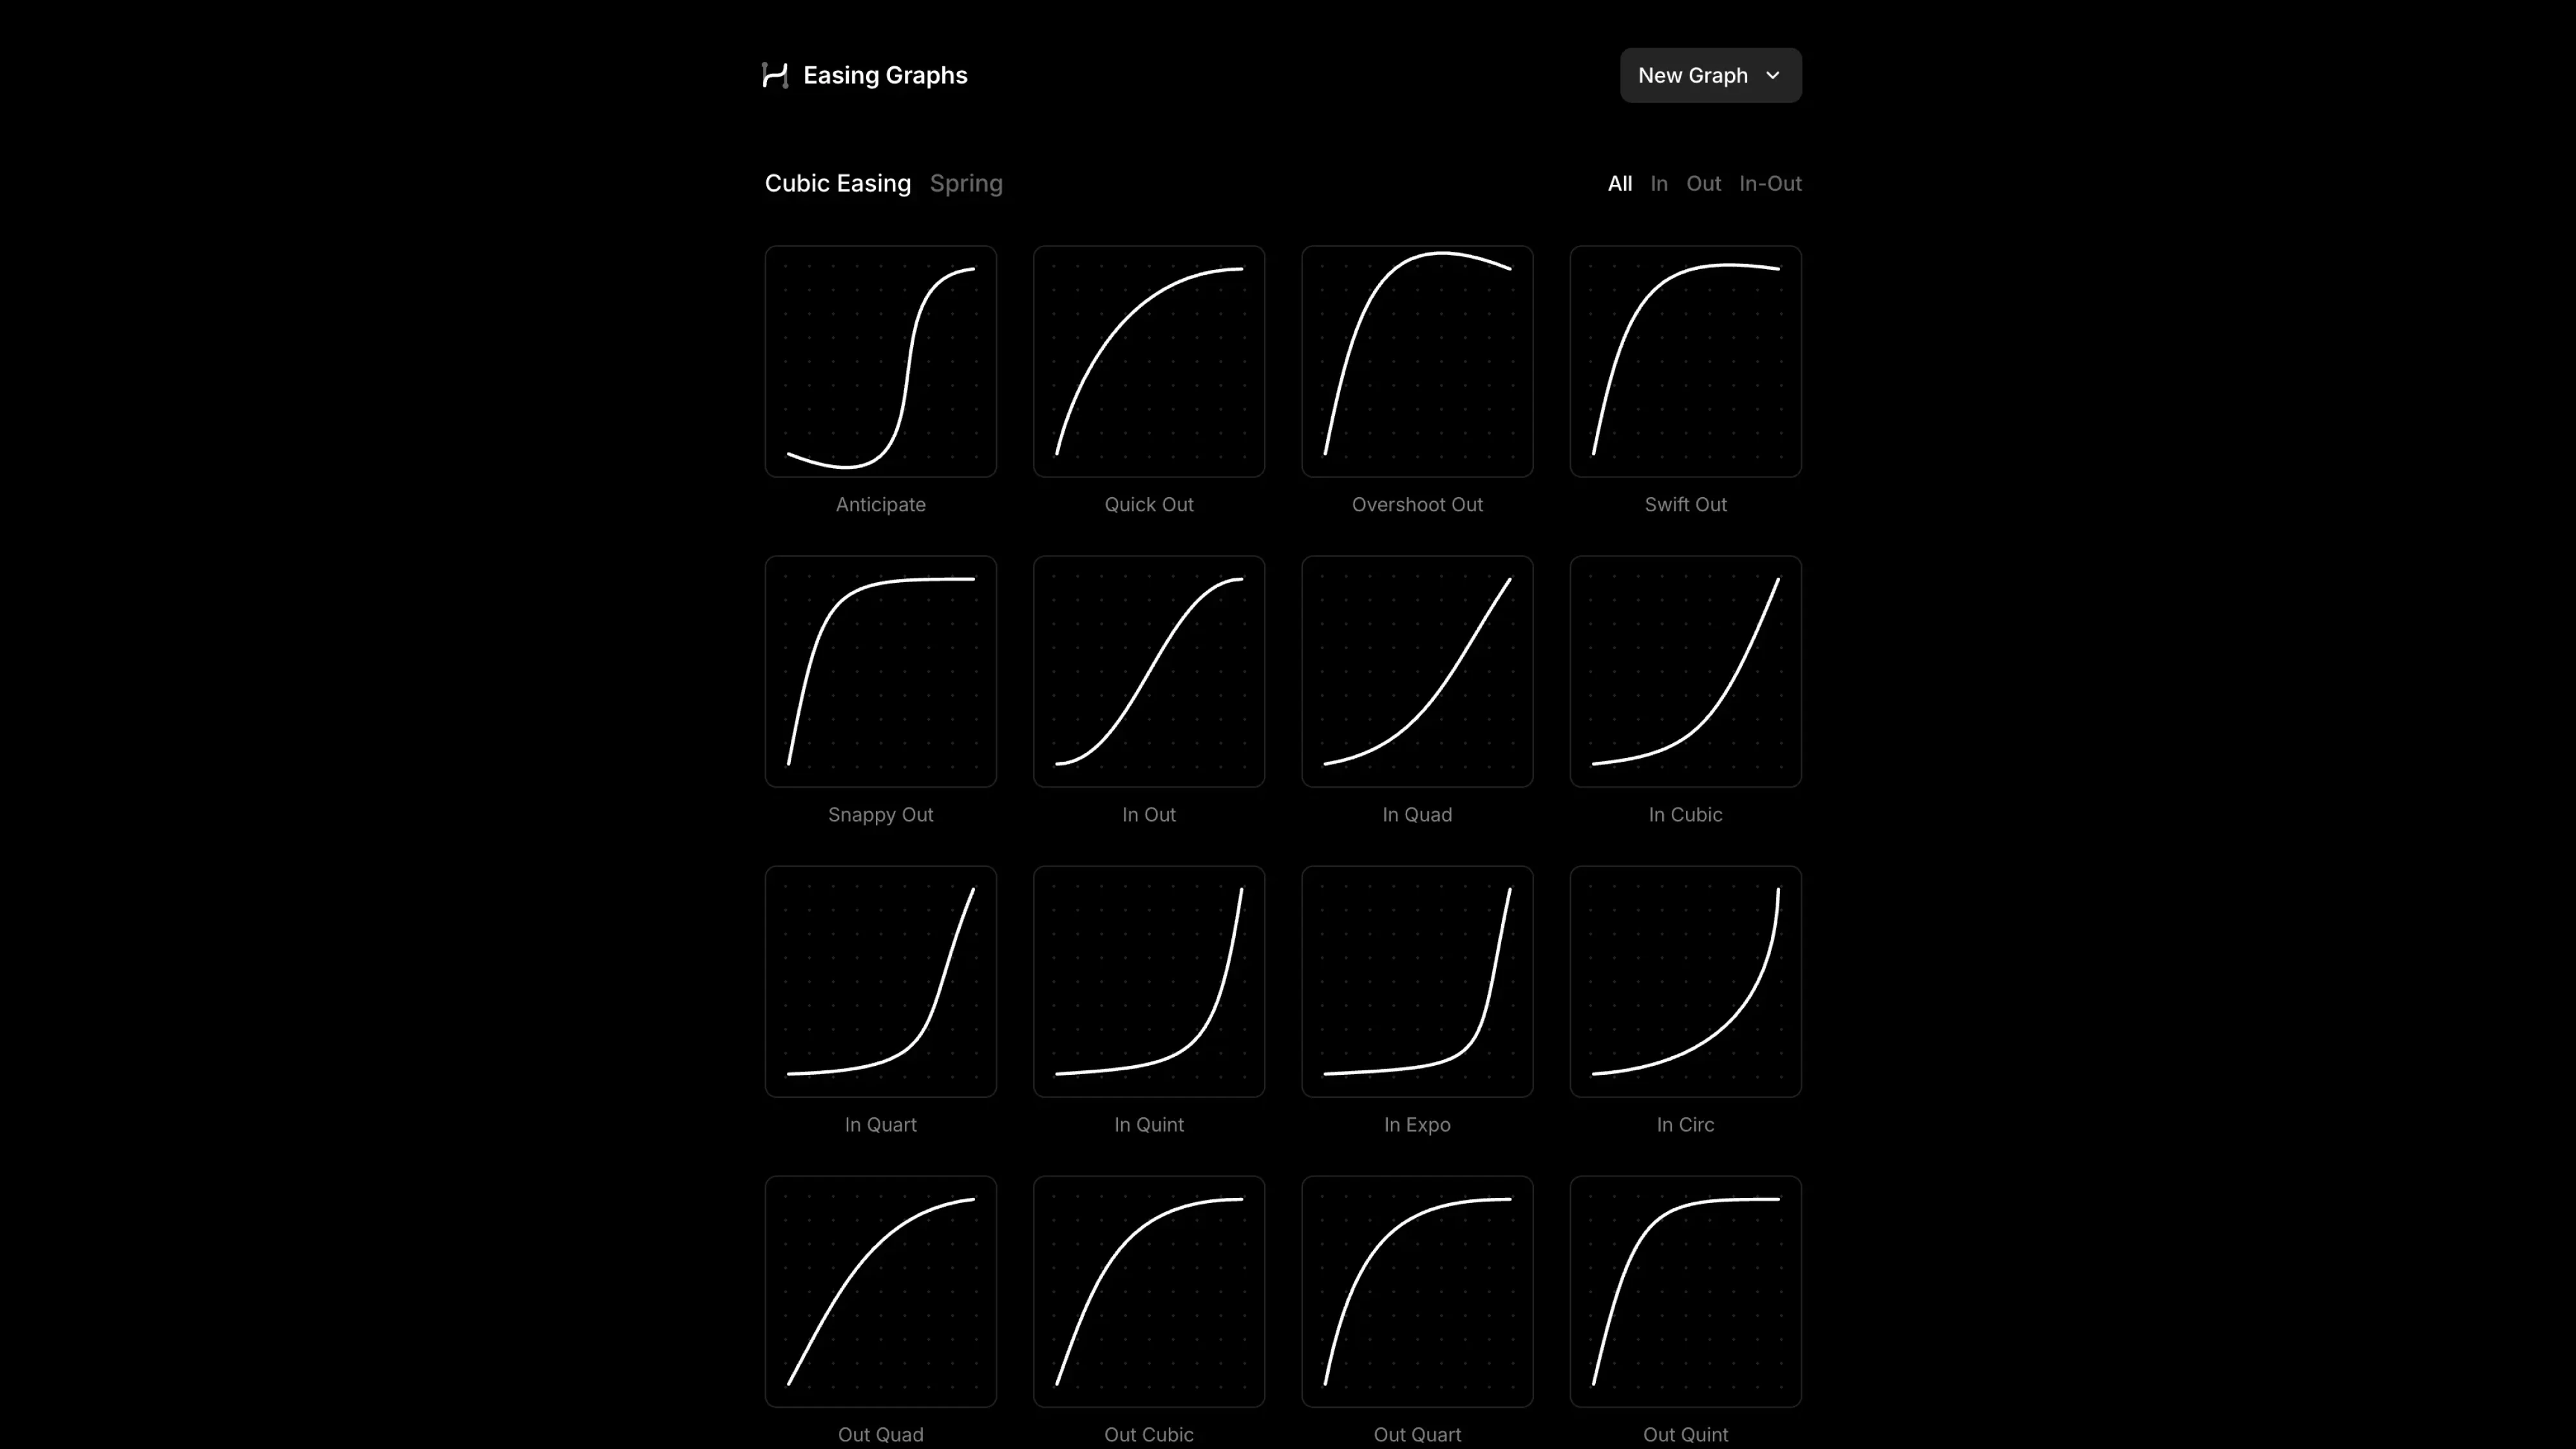 Easing Graphs
New Graph
Cubic Easing Spring
All In Out In-Out
Anticipate
Quick Out
Overshoot Out
Swift Out
Snappy Out
In Out
In Quad
In Cubic
In Quart
In Quint
In Expo
In Circ
Out Quad
Out Cubic
Out Quart
Out Quint